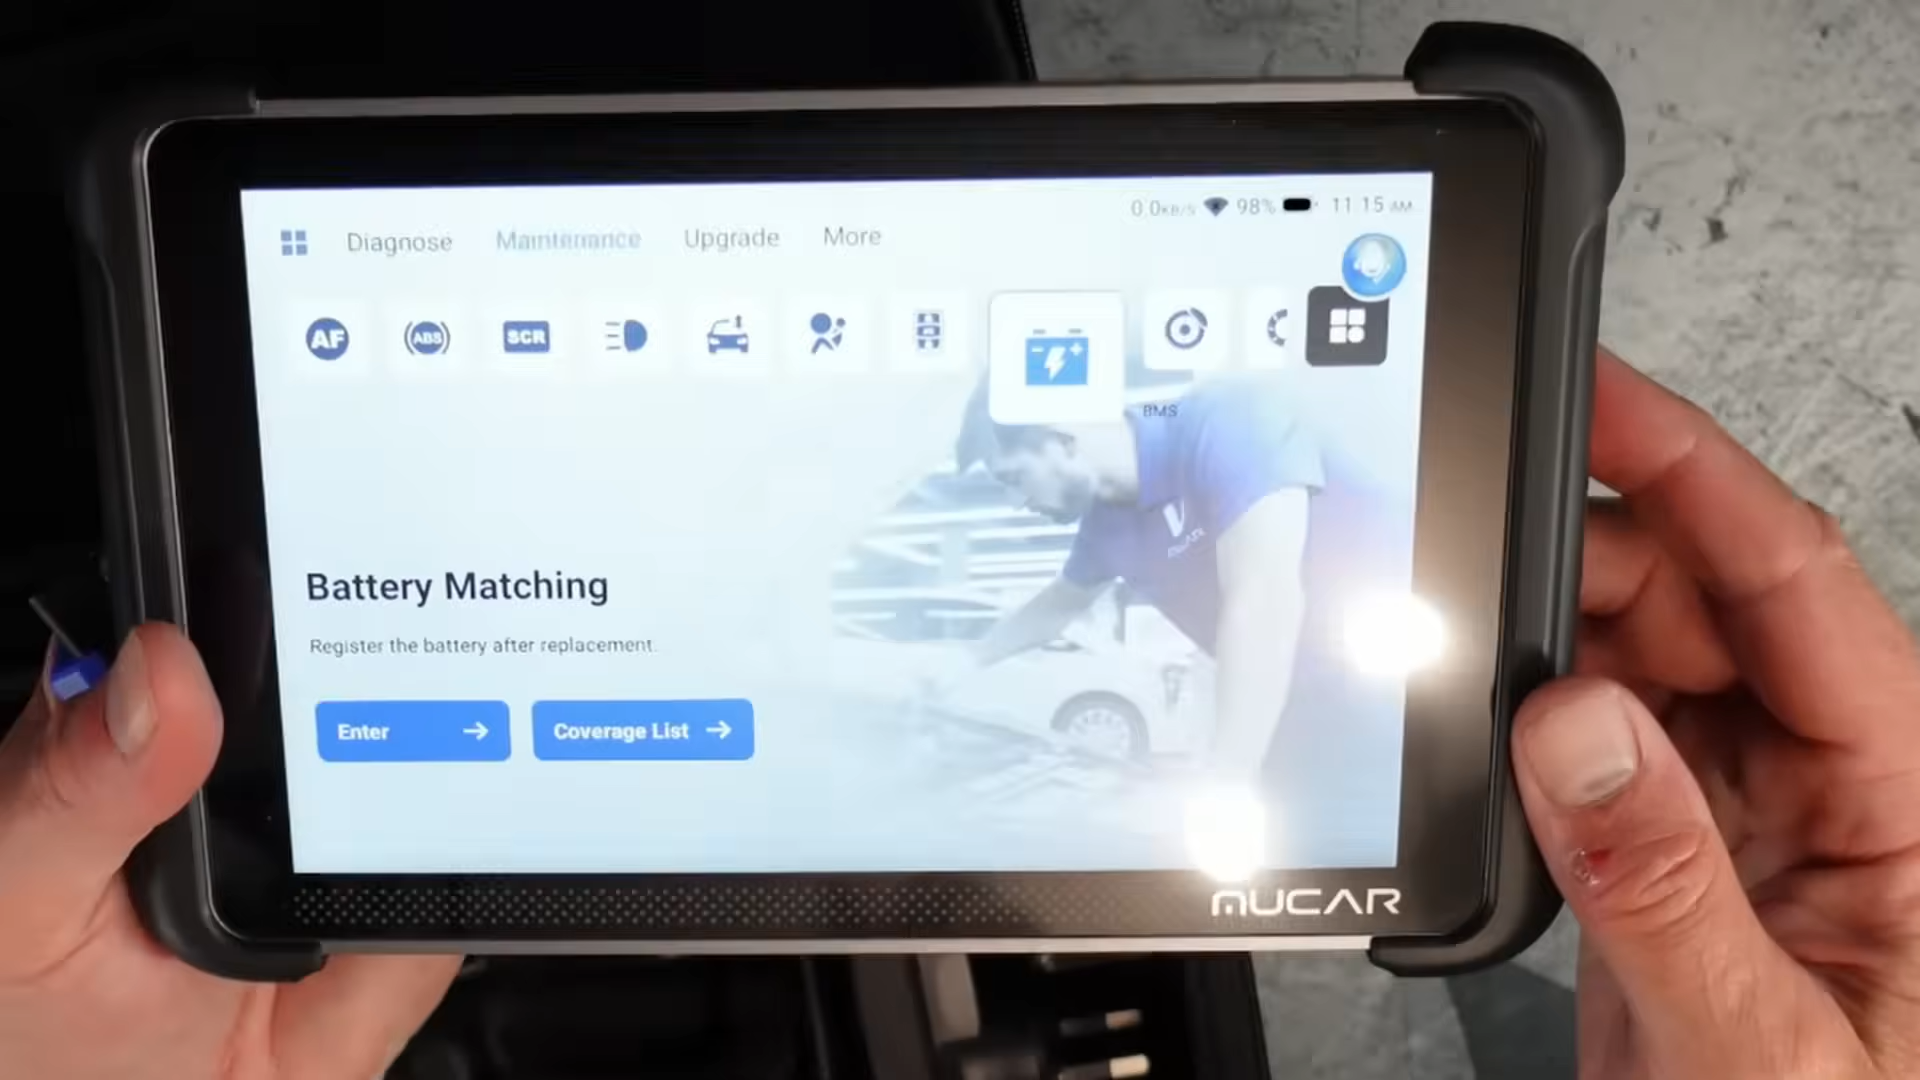 0.0KB/S 98% 11 15 AM
Diagnose Maintenance Upgrade More
AF ABS SCR
BMS
Battery Matching
Register the battery after replacement.
Enter Coverage List
MUCAR